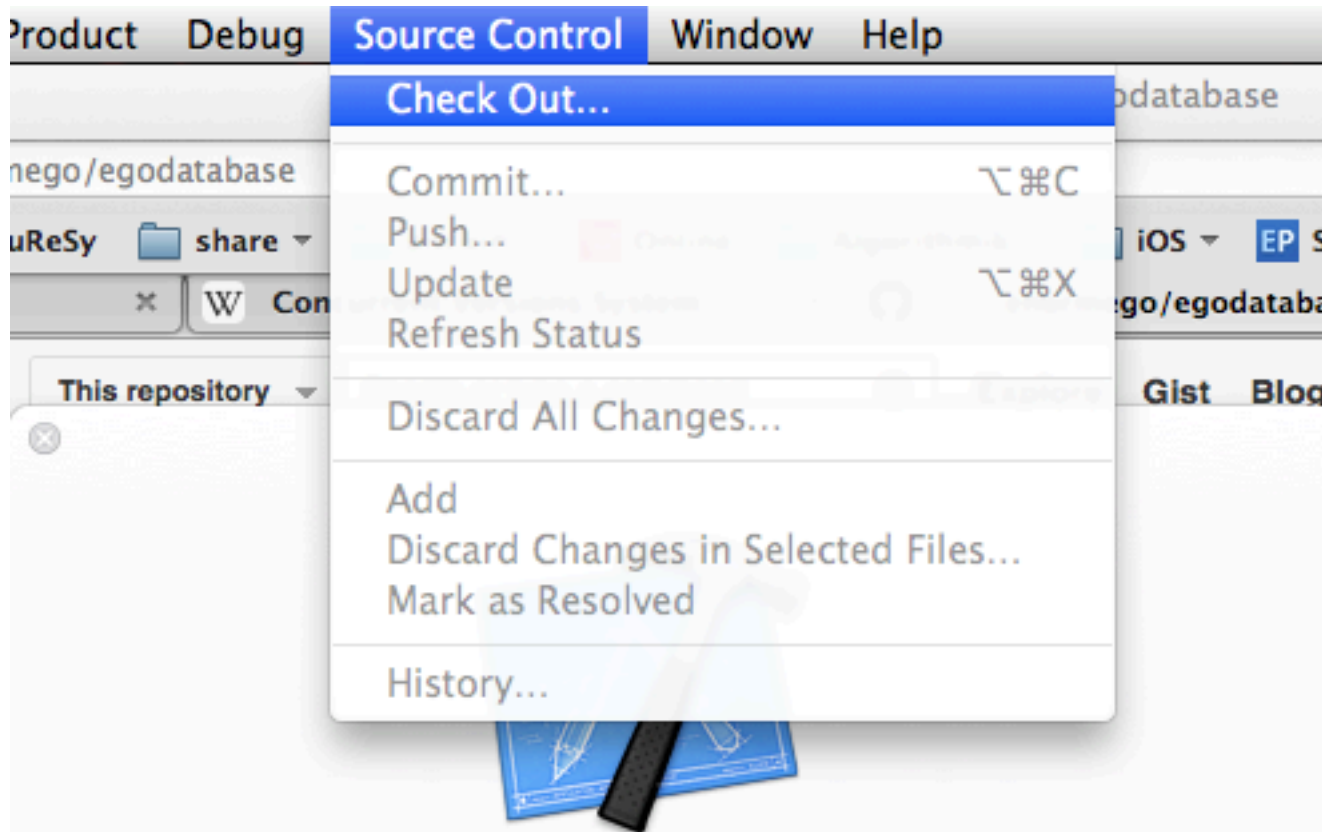 Product Debug Source Control Window Help
Check Out...
odatabase
nego/egodatabase
Commit... ⌥⌘C
uReSy share Push... iOS EP S
Update ⌥⌘X
W Con go/egodataba
Refresh Status
This repository Explore Gist Blog
Discard All Changes...
Add
Discard Changes in Selected Files...
Mark as Resolved
History...